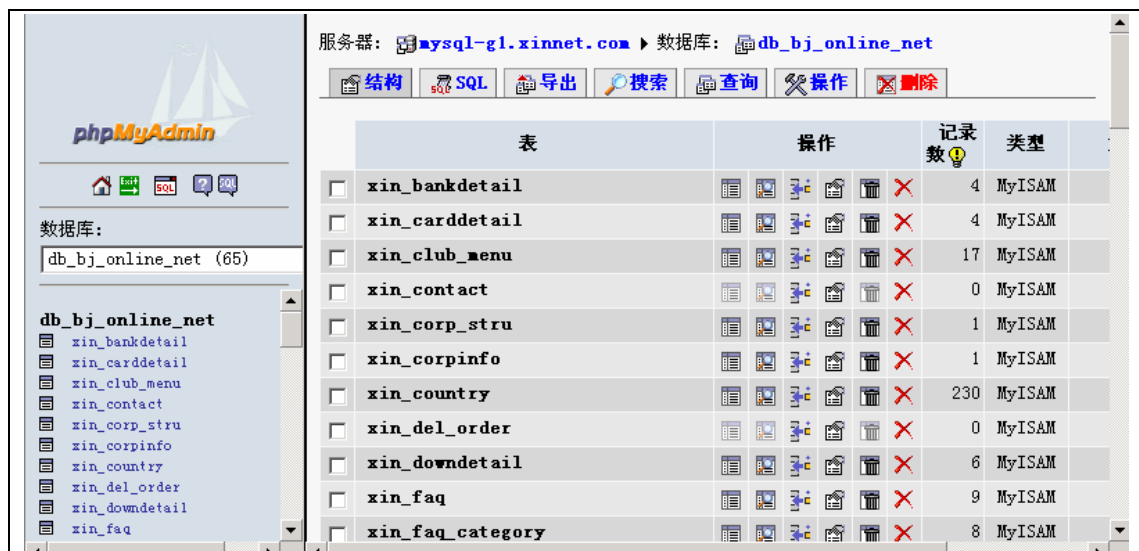 phpMyAdmin
Exit
SQL
SQL
数据库：
db_bj_online_net (65)
db_bj_online_net
xin_bankdetail
xin_carddetail
xin_club_menu
xin_contact
xin_corp_stru
xin_corpinfo
xin_country
xin_del_order
xin_downdetail
xin_faq
服务器： mysql-g1.xinnet.com 数据库： db_bj_online_net
结构 SQL 导出 搜索 查询 操作 删除
表 操作 记录数 类型
xin_bankdetail 4 MyISAM
xin_carddetail 4 MyISAM
xin_club_menu 17 MyISAM
xin_contact 0 MyISAM
xin_corp_stru 1 MyISAM
xin_corpinfo 1 MyISAM
xin_country 230 MyISAM
xin_del_order 0 MyISAM
xin_downdetail 6 MyISAM
xin_faq 9 MyISAM
xin_faq_category 8 MyISAM